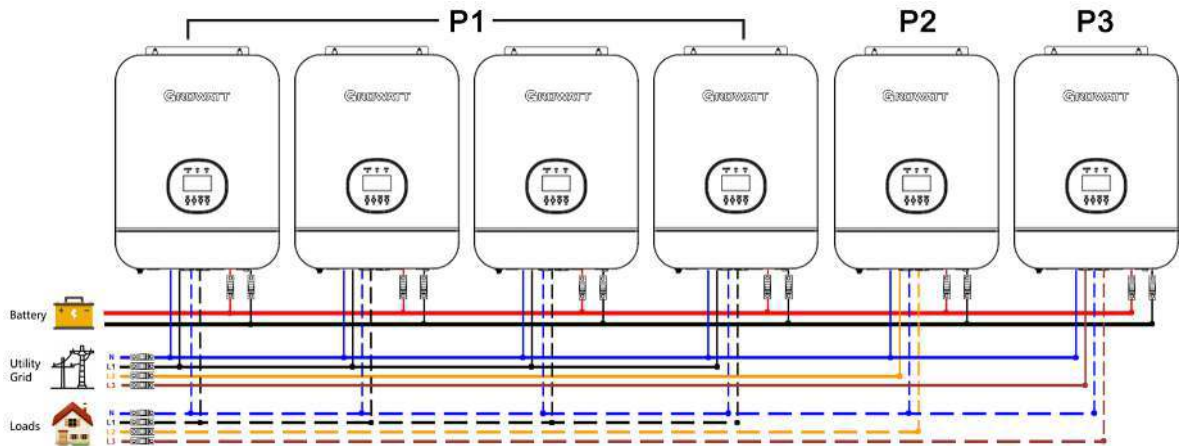 P1 P2 P3
GROWATT GROWATT GROWATT GROWATT GROWATT GROWATT
Battery
Utility
Grid
N
L1
L2
L3
Loads
N
L1
L2
L3